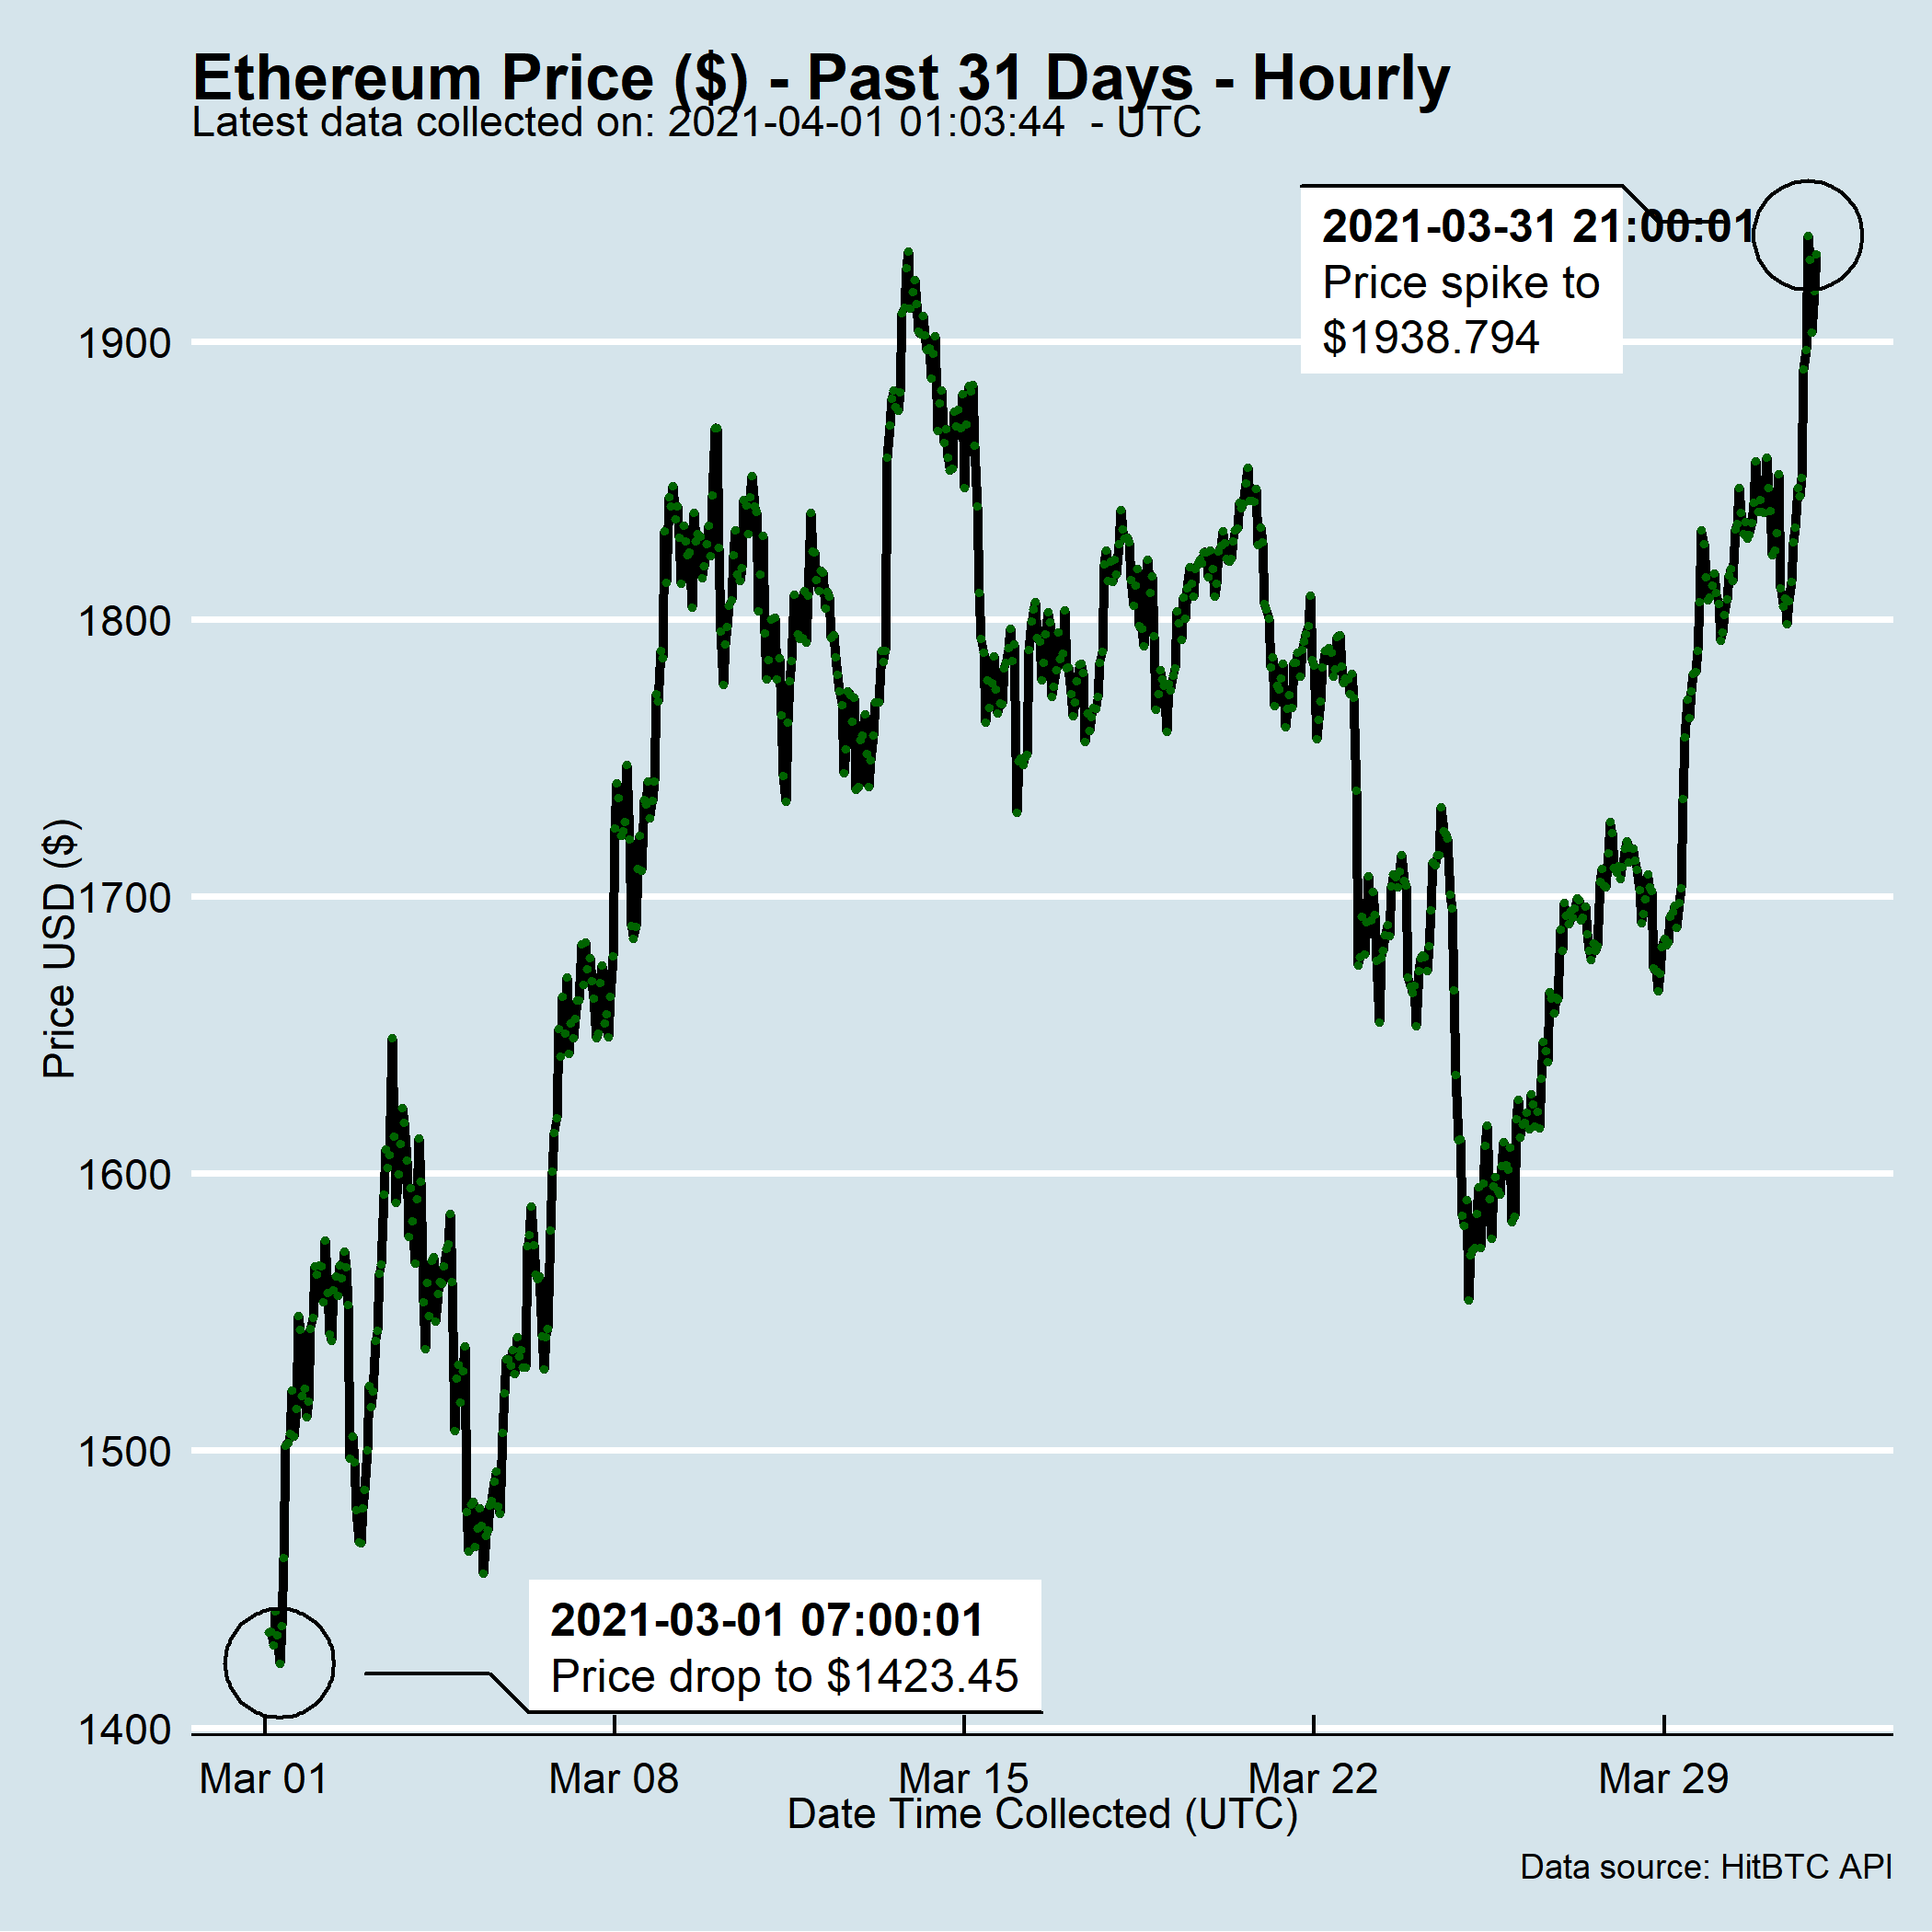 Ethereum Price ($) - Past 31 Days - Hourly
Latest data collected on: 2021-04-01 01:03:44  - UTC
2021-03-31 21:00:01
Price spike to
$1938.794
1900
1800
1700
1600
1500
1400
Price USD ($)
2021-03-01 07:00:01
Price drop to $1423.45
Mar 01
Mar 08
Mar 15
Mar 22
Mar 29
Date Time Collected (UTC)
Data source: HitBTC API